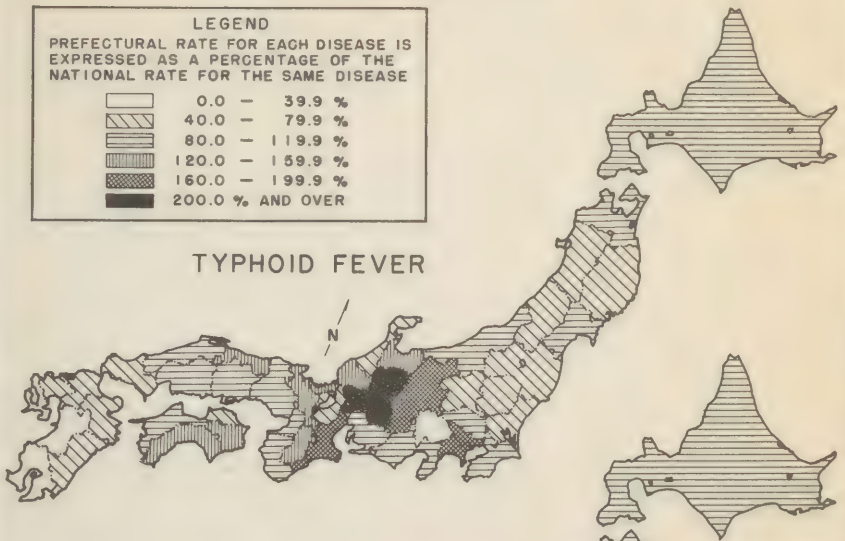 LEGEND
PREFECTURAL RATE FOR EACH DISEASE IS
EXPRESSED AS A PERCENTAGE OF THE
NATIONAL RATE FOR THE SAME DISEASE
0.0 – 39.9 %
40.0 – 79.9 %
80.0 – 119.9 %
120.0 – 159.9 %
160.0 – 199.9 %
200.0 % AND OVER
TYPHOID FEVER
N